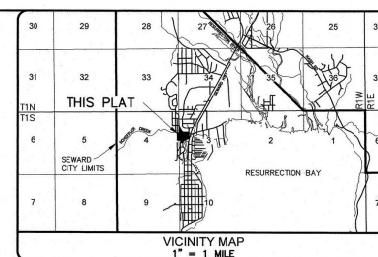 30 29 28 27 26 25
31 32 33 34 35 36
T1N
T1S
R1W
R1E
THIS PLAT
6 5 4 3 2 1 6
SEWARD
CITY LIMITS
RESURRECTION BAY
7 8 9 10 7
VICINITY MAP
1" = 1 MILE